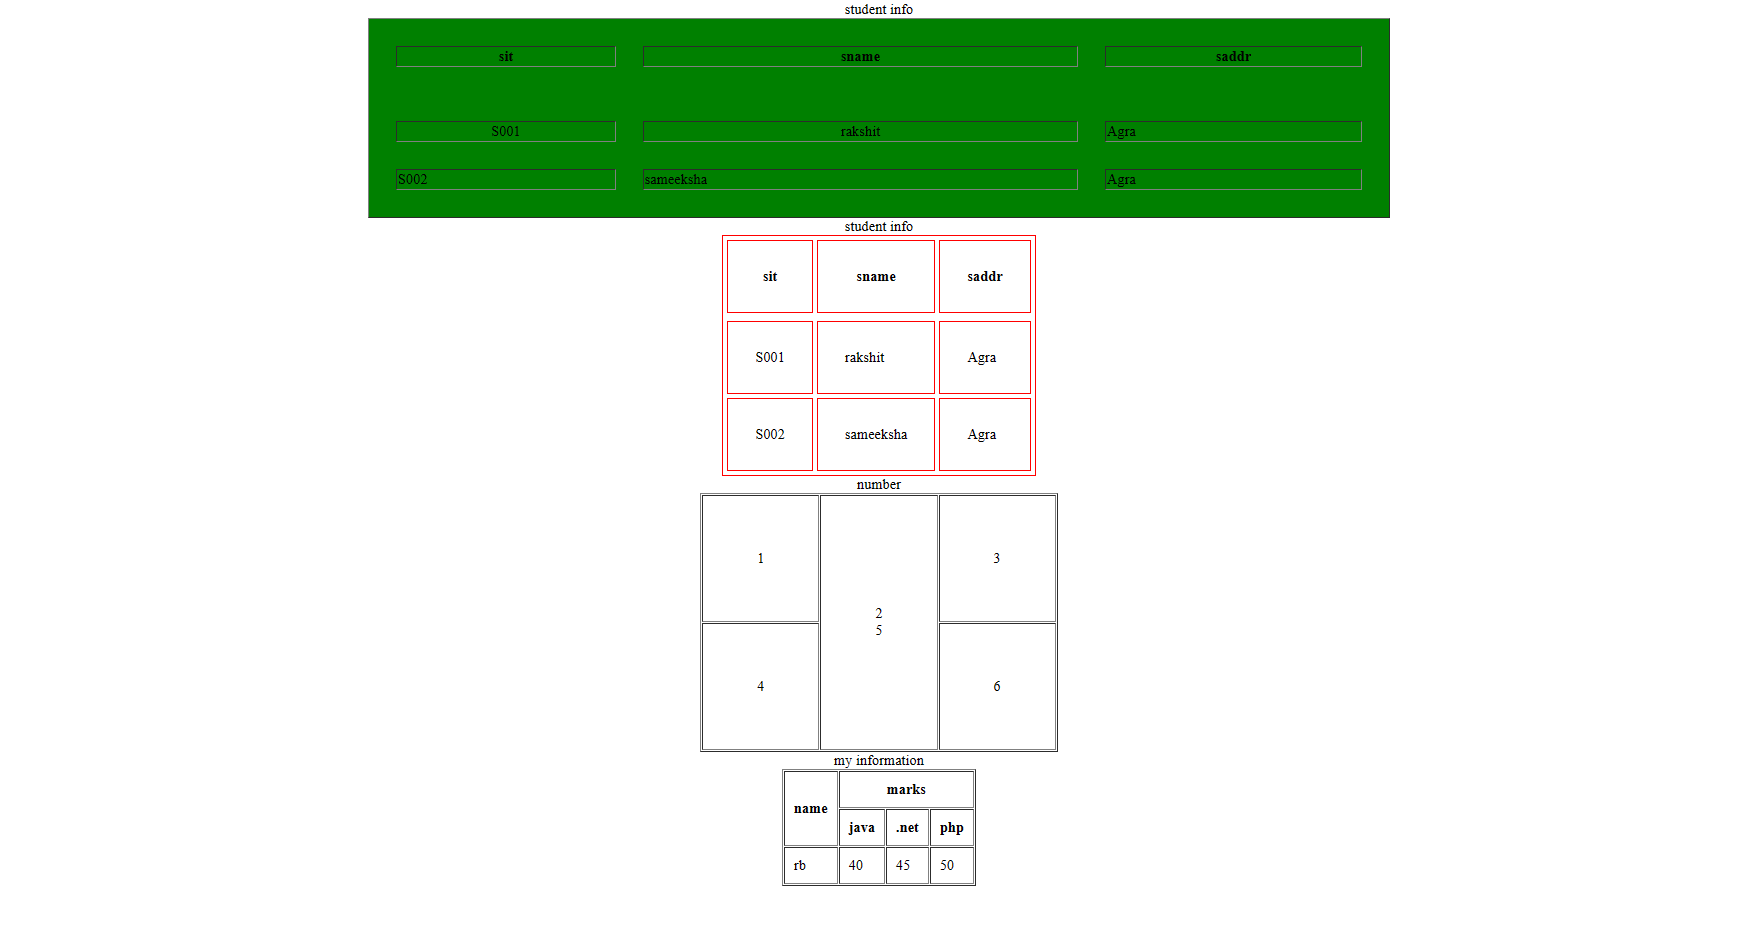 student info
sit sname saddr
S001 rakshit Agra
S002 sameeksha Agra
student info
sit sname saddr
S001 rakshit Agra
S002 sameeksha Agra
number
1 3
2
5
4 6
my information
name marks
java .net php
rb 40 45 50